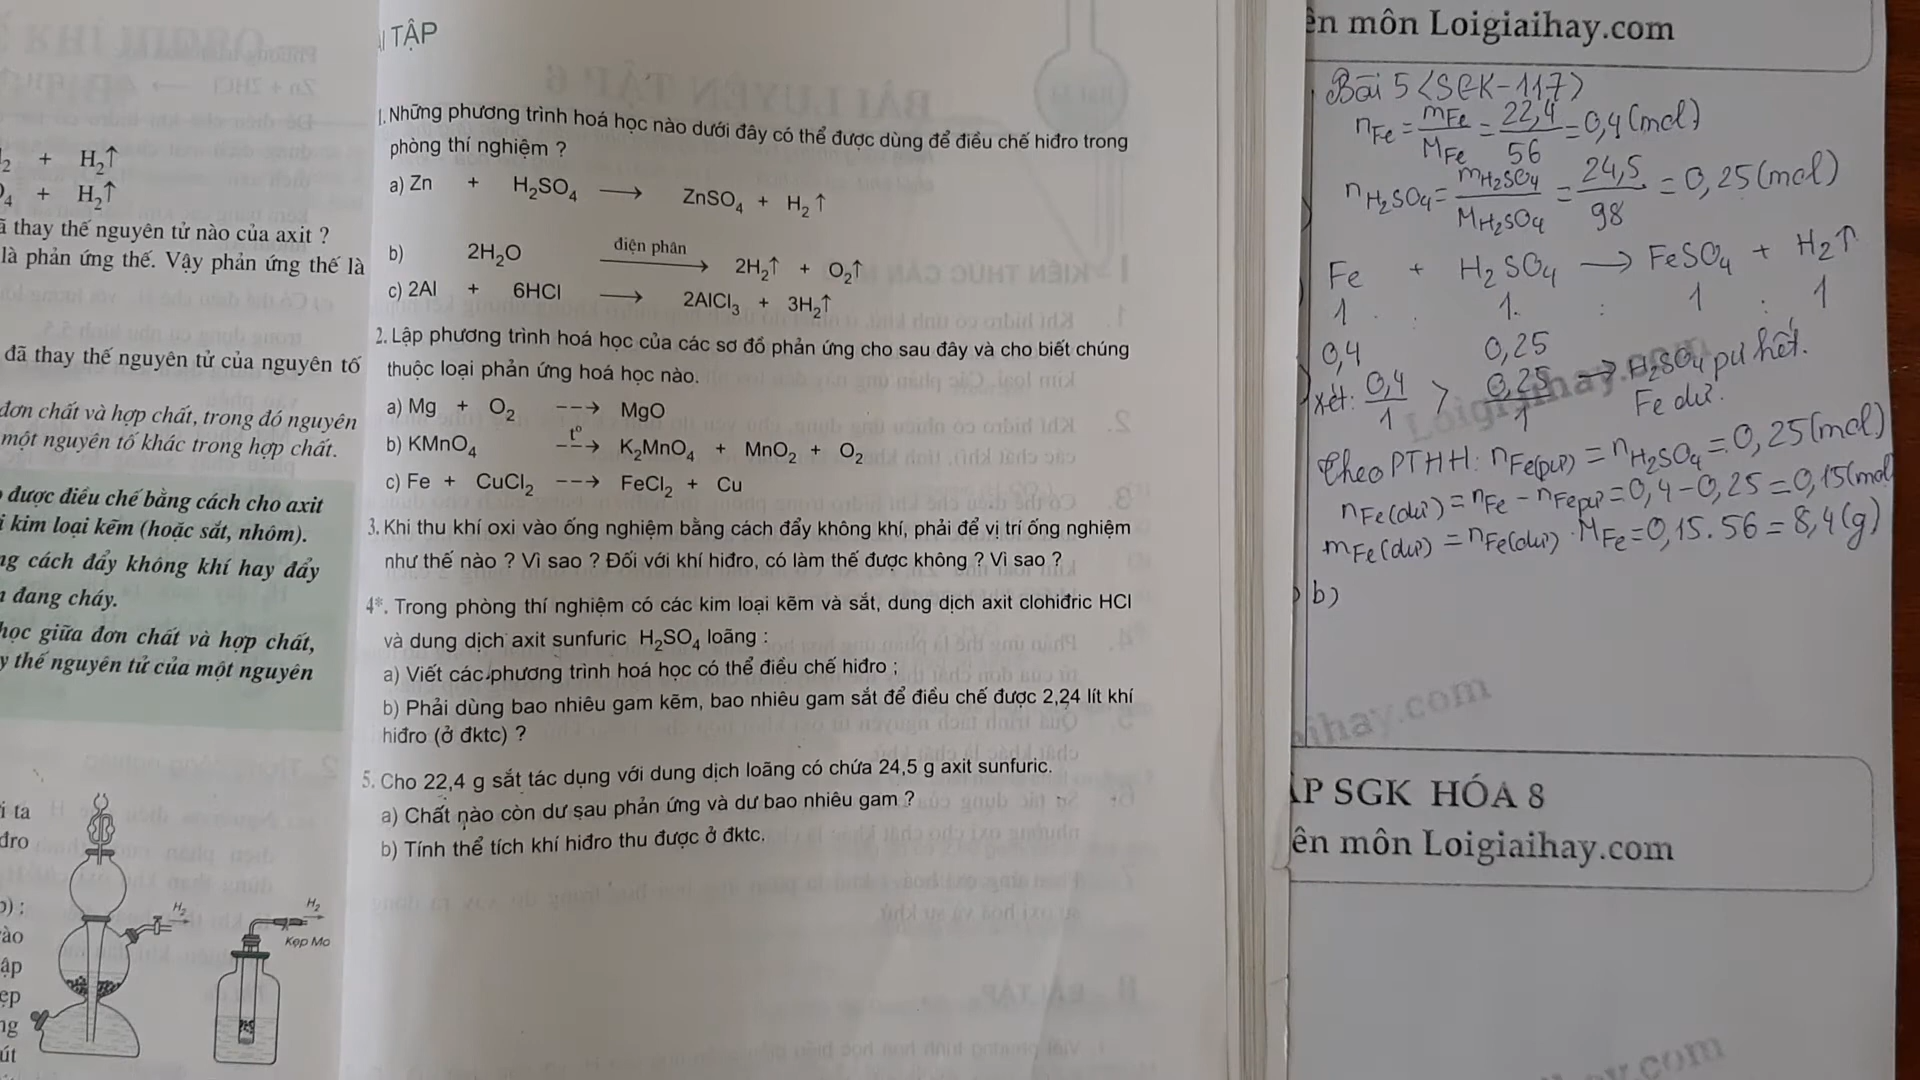 H₂↑
+ H₂↑
4 + H₂↑
thay thế nguyên tử nào của axit ?
là phản ứng thế. Vậy phản ứng thế là
đã thay thế nguyên tử của nguyên tố
đơn chất và hợp chất, trong đó nguyên
một nguyên tố khác trong hợp chất.
được điều chế bằng cách cho axit
kim loại kẽm (hoặc sắt, nhôm).
cách đẩy không khí hay đẩy
đang cháy.
học giữa đơn chất và hợp chất,
thế nguyên tử của một nguyên
H₂
H₂
Kẹp Mo
TẬP
1. Những phương trình hoá học nào dưới đây có thể được dùng để điều chế hiđro trong
phòng thí nghiệm ?
a) Zn + H₂SO₄ ⟶ ZnSO₄ + H₂↑
b) 2H₂O điện phân ⟶ 2H₂↑ + O₂↑
c) 2Al + 6HCl ⟶ 2AlCl₃ + 3H₂↑
2. Lập phương trình hoá học của các sơ đồ phản ứng cho sau đây và cho biết chúng
thuộc loại phản ứng hoá học nào.
a) Mg + O₂ --→ MgO
b) KMnO₄ t° --→ K₂MnO₄ + MnO₂ + O₂
c) Fe + CuCl₂ --→ FeCl₂ + Cu
3. Khi thu khí oxi vào ống nghiệm bằng cách đẩy không khí, phải để vị trí ống nghiệm
như thế nào ? Vì sao ? Đối với khí hiđro, có làm thế được không ? Vì sao ?
4*. Trong phòng thí nghiệm có các kim loại kẽm và sắt, dung dịch axit clohiđric HCl
và dung dịch axit sunfuric H₂SO₄ loãng :
a) Viết các phương trình hoá học có thể điều chế hiđro ;
b) Phải dùng bao nhiêu gam kẽm, bao nhiêu gam sắt để điều chế được 2,24 lít khí
hiđro (ở đktc) ?
5. Cho 22,4 g sắt tác dụng với dung dịch loãng có chứa 24,5 g axit sunfuric.
a) Chất nào còn dư sau phản ứng và dư bao nhiêu gam ?
b) Tính thể tích khí hiđro thu được ở đktc.
ên môn Loigiaihay.com
Bài 5 <SGK-117>
nFe = mFe/MFe = 22,4/56 = 0,4 (mol)
nH₂SO₄ = mH₂SO₄/MH₂SO₄ = 24,5/98 = 0,25 (mol)
Fe + H₂SO₄ ⟶ FeSO₄ + H₂↑
1 : 1 : 1 : 1
0,4 0,25
xét: 0,4/1 > 0,25/1 → H₂SO₄ pư hết.
Fe dư.
Theo PTHH: nFe(pư) = nH₂SO₄ = 0,25 (mol)
nFe(dư) = nFe - nFe pư = 0,4 - 0,25 = 0,15 (mol
mFe(dư) = nFe(dư) . MFe = 0,15 . 56 = 8,4 (g)
b)
Loigiaihay.com
aihay.com
ẬP SGK HÓA 8
ên môn Loigiaihay.com